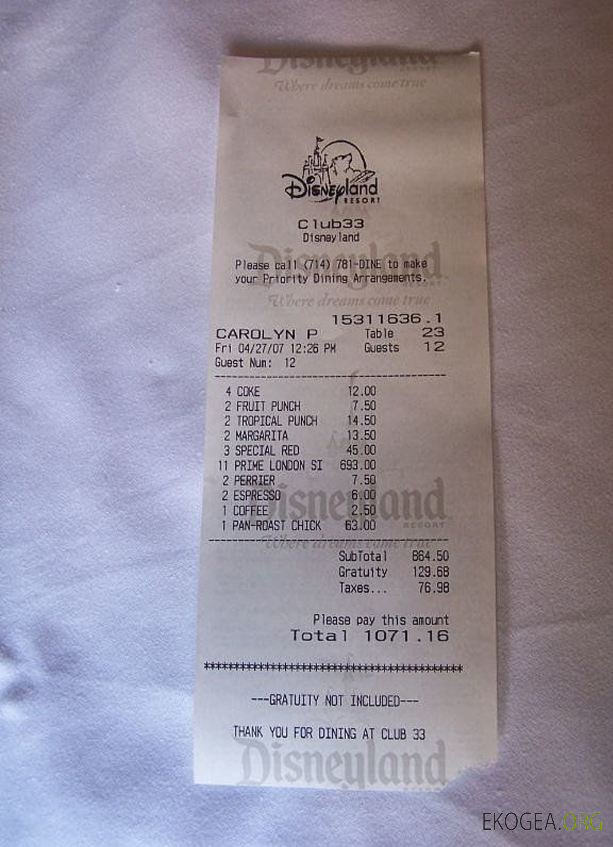 Disneyland
RESORT
Where dreams come true
Disneyland
RESORT
Club33
Disneyland
Disneyland
Please call (714) 781-DINE to make
your Priority Dining Arrangements.
Where dreams come true
15311636.1
CAROLYN P Table 23
Fri 04/27/07 12:26 PM Guests 12
Guest Num: 12
4 COKE 12.00
2 FRUIT PUNCH 7.50
2 TROPICAL PUNCH 14.50
2 MARGARITA 13.50
3 SPECIAL RED 45.00
11 PRIME LONDON SI 693.00
2 PERRIER 7.50
2 ESPRESSO 6.00
Disneyland
RESORT
1 COFFEE 2.50
1 PAN-ROAST CHICK 63.00
Where dreams come true
SubTotal 864.50
Gratuity 129.68
Taxes... 76.98
Please pay this amount
Total 1071.16
*******************************************
---GRATUITY NOT INCLUDED---
THANK YOU FOR DINING AT CLUB 33
Disneyland
EKOGEA.ORG